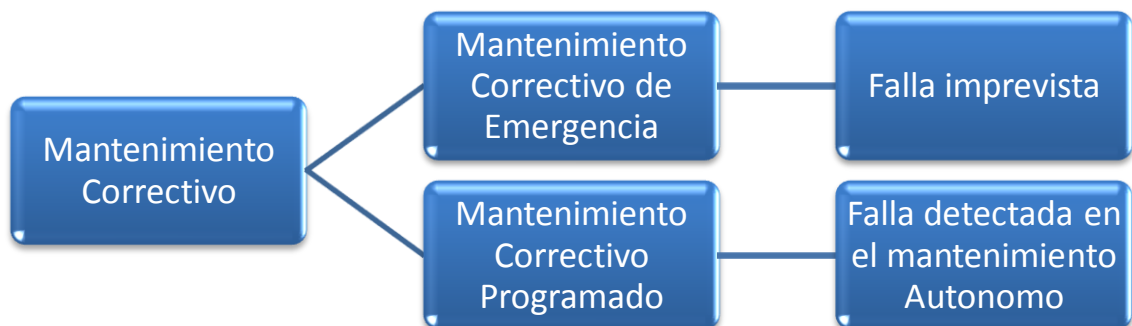 Mantenimiento
Correctivo
Mantenimiento
Correctivo de
Emergencia
Falla imprevista
Mantenimiento
Correctivo
Programado
Falla detectada en
el mantenimiento
Autonomo